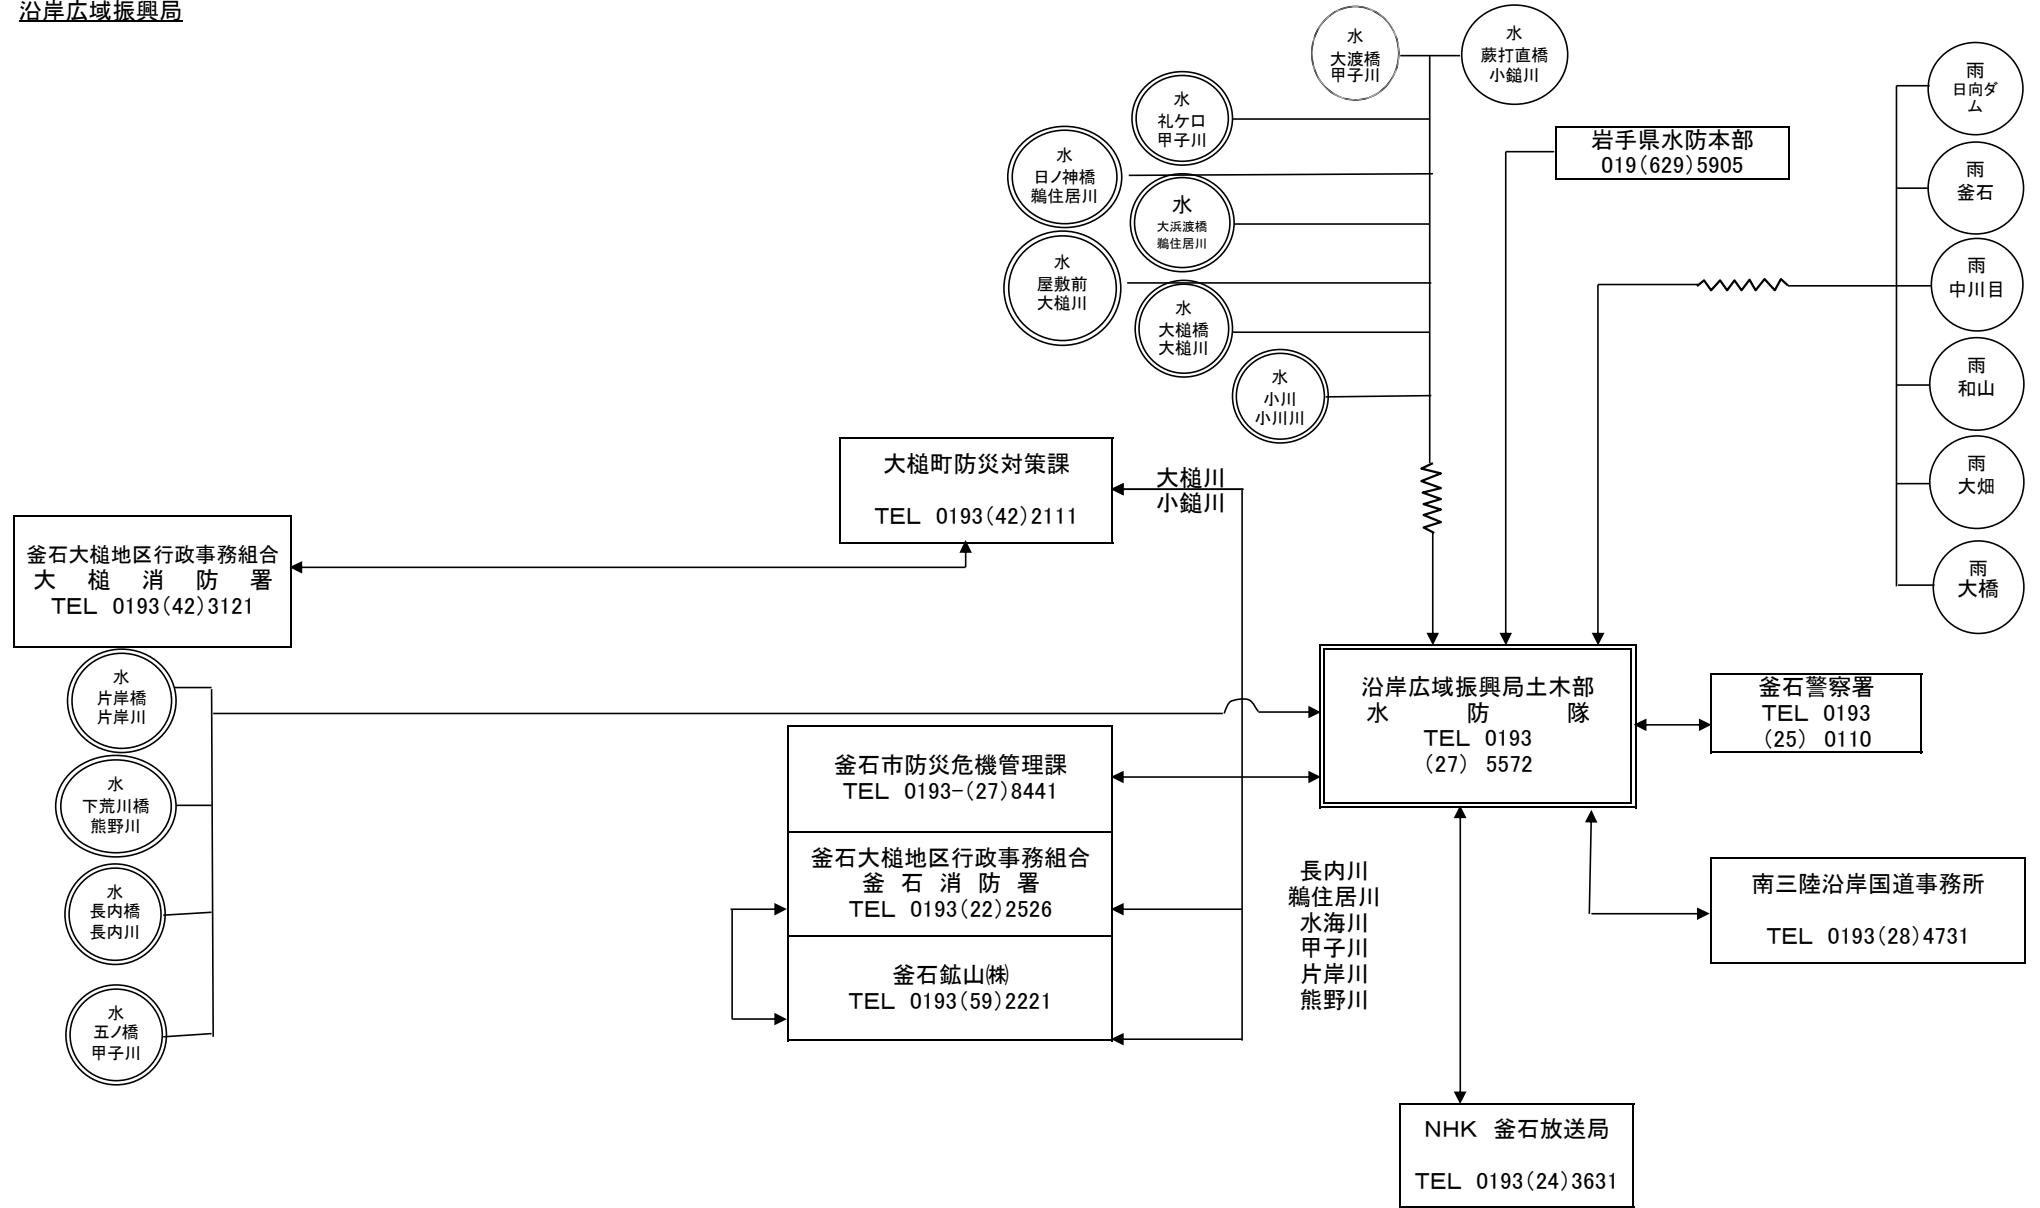 沿岸広域振興局
水
大渡橋
甲子川
水
蕨打直橋
小鎚川
水
礼ケ口
甲子川
水
日ノ神橋
鵜住居川
水
大浜渡橋
鵜住居川
水
屋敷前
大槌川
水
大槌橋
大槌川
水
小川
小川川
岩手県水防本部
019(629)5905
雨
日向ダ
ム
雨
釜石
雨
中川目
雨
和山
雨
大畑
雨
大橋
大槌町防災対策課
TEL 0193(42)2111
大槌川
小鎚川
釜石大槌地区行政事務組合
大 槌 消 防 署
TEL 0193(42)3121
水
片岸橋
片岸川
水
下荒川橋
熊野川
水
長内橋
長内川
水
五ノ橋
甲子川
沿岸広域振興局土木部
水 防 隊
TEL 0193
(27) 5572
釜石警察署
TEL 0193
(25) 0110
釜石市防災危機管理課
TEL 0193-(27)8441
釜石大槌地区行政事務組合
釜 石 消 防 署
TEL 0193(22)2526
釜石鉱山㈱
TEL 0193(59)2221
長内川
鵜住居川
水海川
甲子川
片岸川
熊野川
南三陸沿岸国道事務所
TEL 0193(28)4731
NHK 釜石放送局
TEL 0193(24)3631